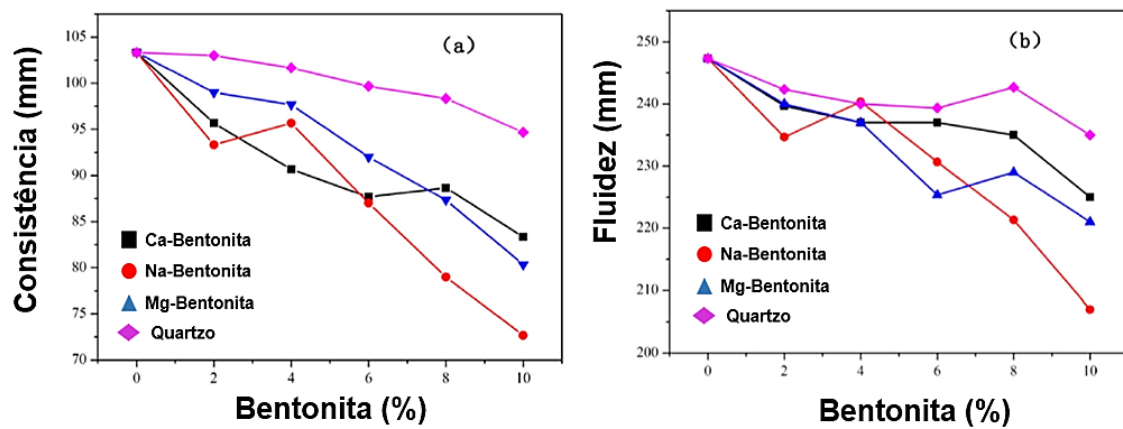 (a)
Consistência (mm)
105
100
95
90
85
80
75
70
Ca-Bentonita
Na-Bentonita
Mg-Bentonita
Quartzo
0 2 4 6 8 10
Bentonita (%)
(b)
Fluidez (mm)
250
240
230
220
210
200
Ca-Bentonita
Na-Bentonita
Mg-Bentonita
Quartzo
0 2 4 6 8 10
Bentonita (%)